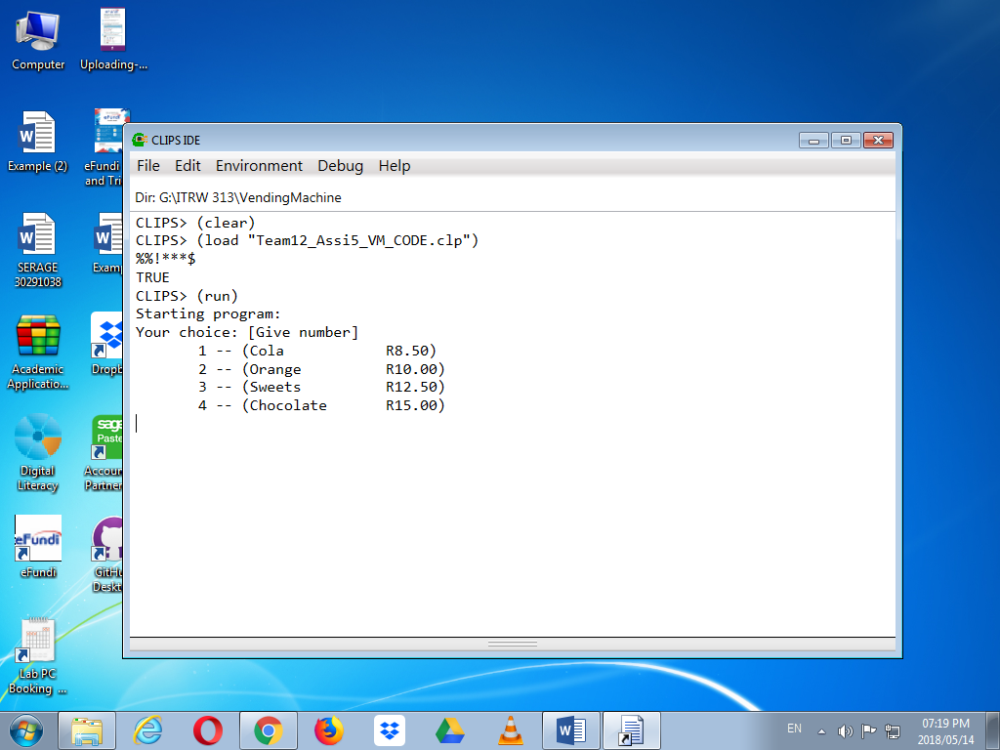 Computer
Uploading-...
Example (2)
eFundi
and Tri
SERAGE
30291038
Examp
Academic
Applicatio...
Dropb
Digital
Literacy
sage
Paste
Accoun
Partner
eFundi
eFundi
GitHu
Deskt
Lab PC
Booking ...
CLIPS IDE
File Edit Environment Debug Help
Dir: G:\ITRW 313\VendingMachine
CLIPS> (clear)
CLIPS> (load "Team12_Assi5_VM_CODE.clp")
%%!***$
TRUE
CLIPS> (run)
Starting program:
Your choice: [Give number]
1 -- (Cola R8.50)
2 -- (Orange R10.00)
3 -- (Sweets R12.50)
4 -- (Chocolate R15.00)
EN
07:19 PM
2018/05/14